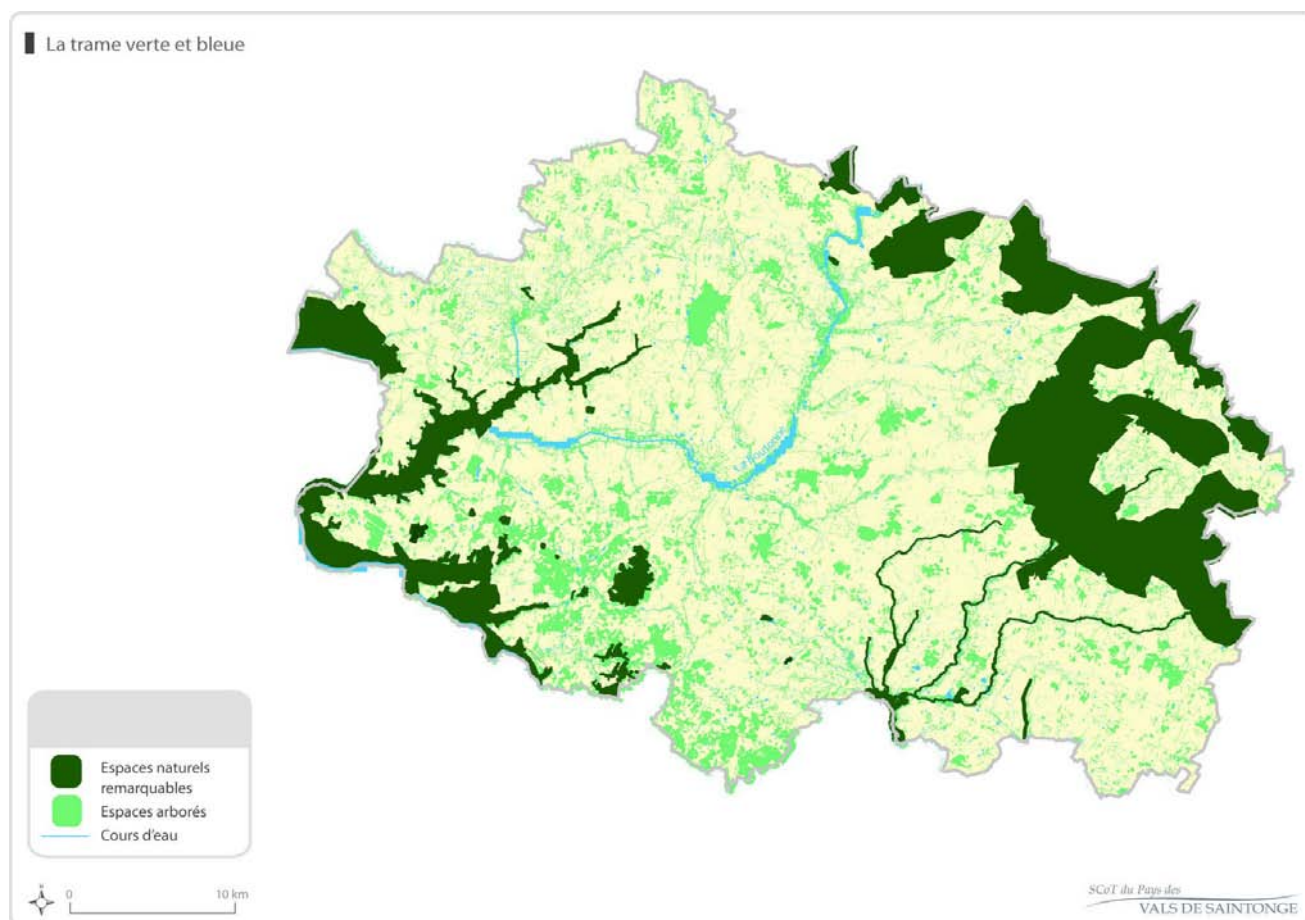 La trame verte et bleue
La Boutonne
Espaces naturels
remarquables
Espaces arborés
Cours d'eau
N
0 10 km
SCoT du Pays des
VALS DE SAINTONGE